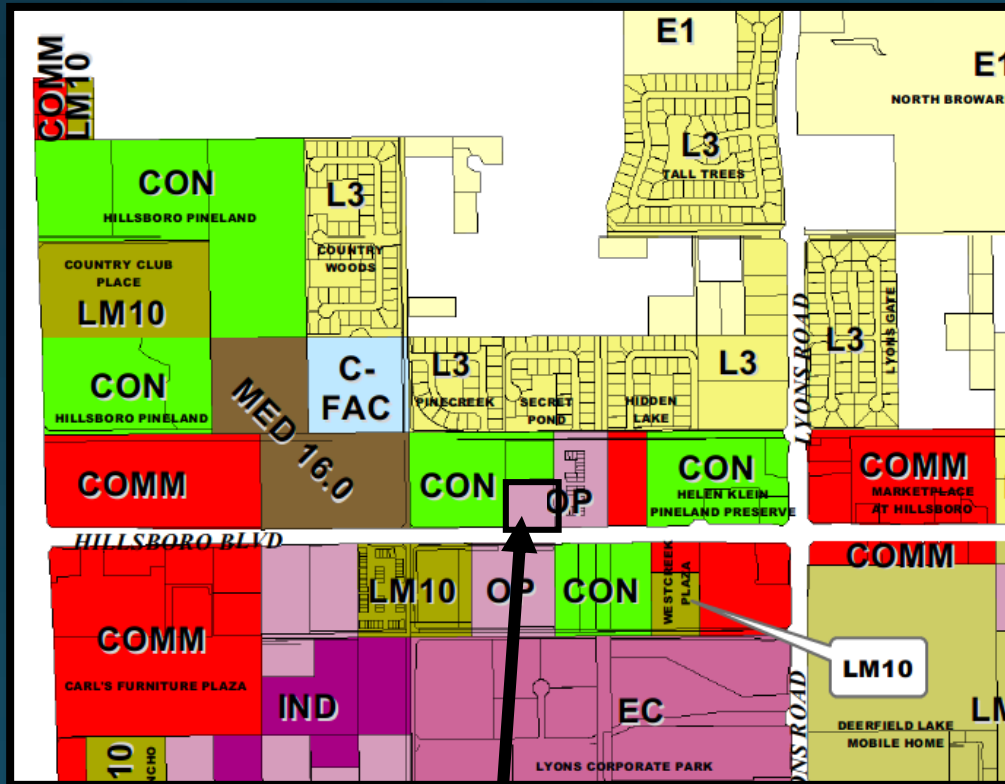 E1
COMM
LM10
E1
NORTH BROWAR
L3
TALL TREES
CON
HILLSBORO PINELAND
L3
COUNTRY
WOODS
COUNTRY CLUB
PLACE
LM10
LYONS ROAD
L3
LYONS GATE
CON
HILLSBORO PINELAND
MED 16.0
C-
FAC
L3
PINECREEK
SECRET
POND
HIDDEN
LAKE
L3
COMM
CON
OP
CON
HELEN KLEIN
PINELAND PRESERVE
COMM
MARKETPLACE
AT HILLSBORO
HILLSBORO BLVD
COMM
LM10
OP
CON
WESTCREEK
PLAZA
COMM
CARL'S FURNITURE PLAZA
LM10
IND
EC
LYONS ROAD
DEERFIELD LAKE
MOBILE HOME
LM
10
NCHO
LYONS CORPORATE PARK